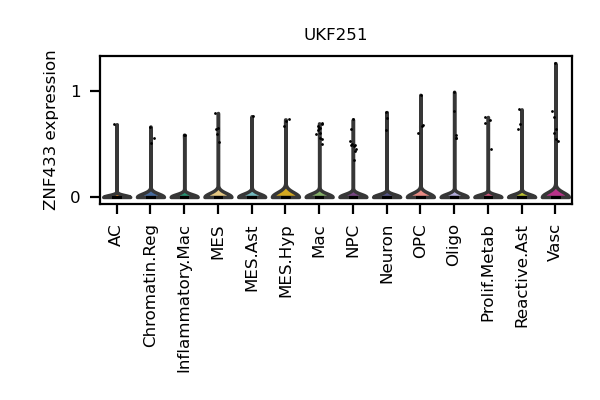 UKF251
ZNF433 expression
1
0
AC
Chromatin.Reg
Inflammatory.Mac
MES
MES.Ast
MES.Hyp
Mac
NPC
Neuron
OPC
Oligo
Prolif.Metab
Reactive.Ast
Vasc